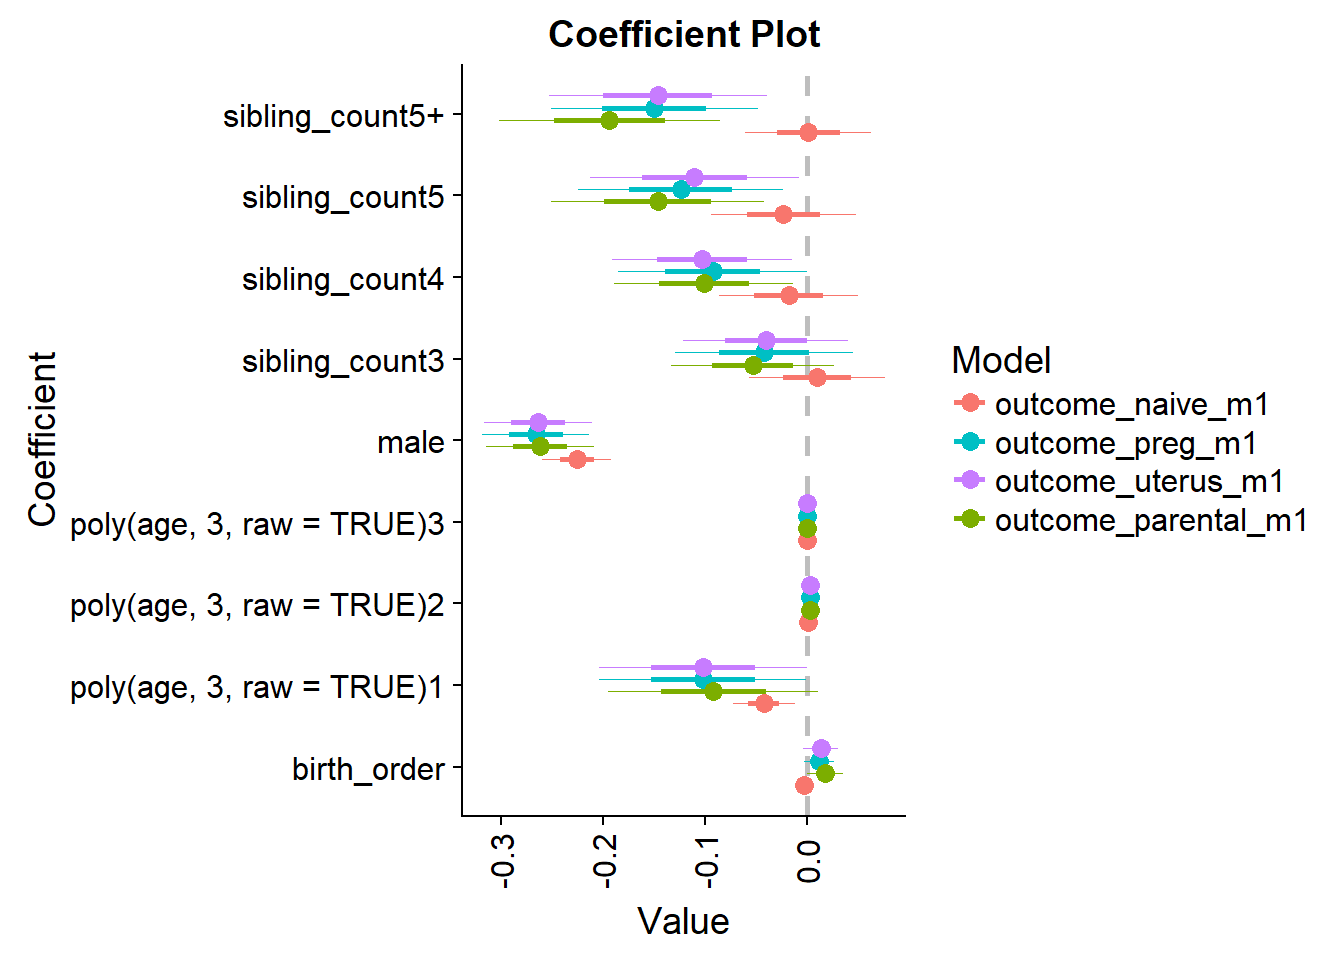 Coefficient Plot
Coefficient
sibling_count5+
sibling_count5
sibling_count4
sibling_count3
male
poly(age, 3, raw = TRUE)3
poly(age, 3, raw = TRUE)2
poly(age, 3, raw = TRUE)1
birth_order
-0.3
-0.2
-0.1
0.0
Value
Model
outcome_naive_m1
outcome_preg_m1
outcome_uterus_m1
outcome_parental_m1